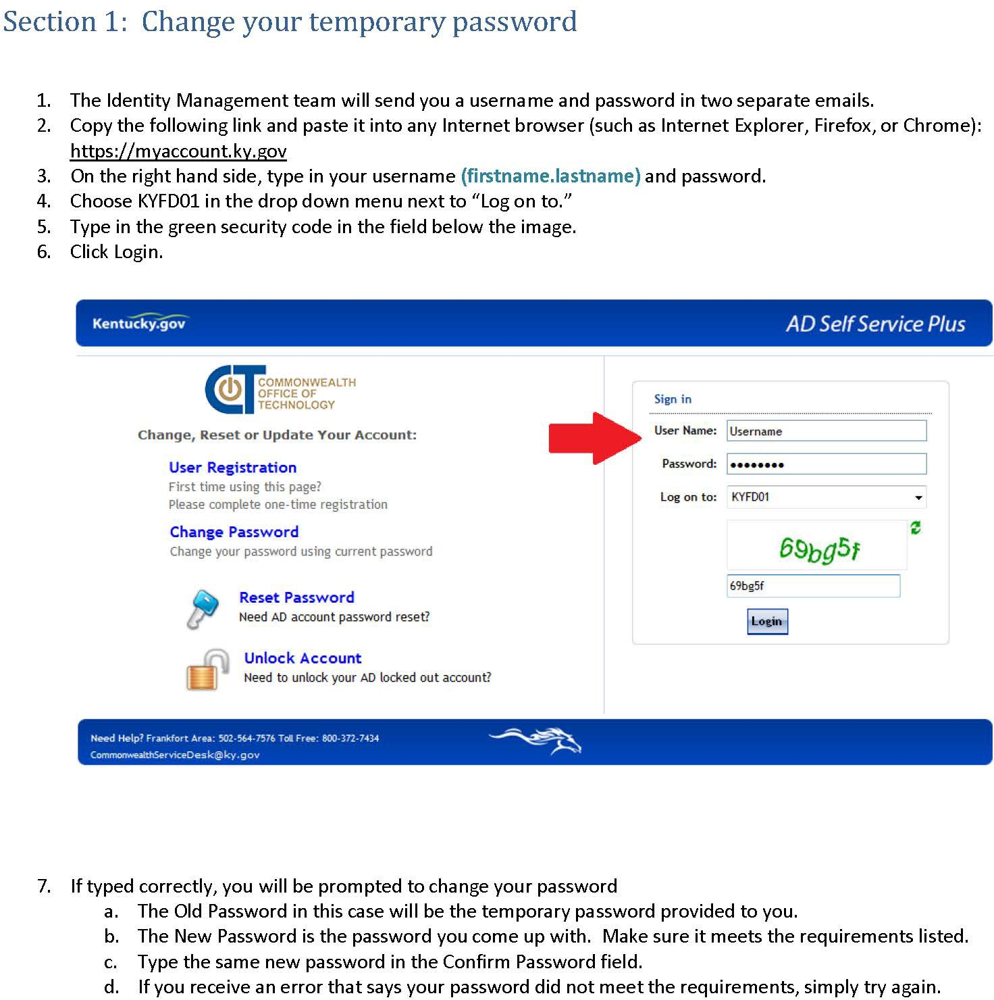 Section 1:  Change your temporary password
1. The Identity Management team will send you a username and password in two separate emails.
2. Copy the following link and paste it into any Internet browser (such as Internet Explorer, Firefox, or Chrome):
https://myaccount.ky.gov
3. On the right hand side, type in your username (firstname.lastname) and password.
4. Choose KYFD01 in the drop down menu next to “Log on to.”
5. Type in the green security code in the field below the image.
6. Click Login.
Kentucky.gov
AD Self Service Plus
CT
COMMONWEALTH
OFFICE OF
TECHNOLOGY
Change, Reset or Update Your Account:
User Registration
First time using this page?
Please complete one-time registration
Change Password
Change your password using current password
Reset Password
Need AD account password reset?
Unlock Account
Need to unlock your AD locked out account?
Sign in
User Name: Username
Password: ••••••••
Log on to: KYFD01
69bg5f
69bg5f
Login
Need Help? Frankfort Area: 502-564-7576 Toll Free: 800-372-7434
CommonwealthServiceDesk@ky.gov
7. If typed correctly, you will be prompted to change your password
a. The Old Password in this case will be the temporary password provided to you.
b. The New Password is the password you come up with.  Make sure it meets the requirements listed.
c. Type the same new password in the Confirm Password field.
d. If you receive an error that says your password did not meet the requirements, simply try again.